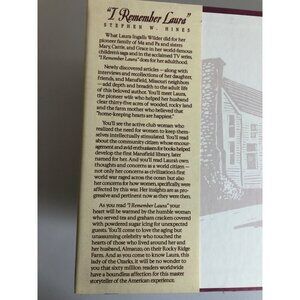 "I Remember Laura"
STEPHEN W. HINES
What Laura Ingalls Wilder did for her
pioneer family of Ma and Pa and sisters
Mary, Carrie, and Grace in her world-famous
children's saga and in the acclaimed TV series,
"I Remember Laura" does for her adulthood.
Newly discovered articles — along with
interviews and recollections of her daughter,
friends, and Mansfield, Missouri neighbors
— add depth and breadth to the adult life
of this beloved author. You'll meet Laura,
the pioneer wife who helped her husband
clear thirty-five acres of wooded, rocky land
and the farm mother who believed that
"home-keeping hearts are happiest."
You'll see the active club woman who
realized the need for women to keep them-
selves intellectually stimulated. You'll read
about the community citizen whose encour-
agement and avid enthusiasm for books helped
develop the first Mansfield library, later
named for her. And you'll read Laura's own
thoughts and concerns as a world citizen —
not only her concerns as civilization's first
world war raged across the ocean but also
her concerns for how women, specifically, were
affected by this war. Her insights are as pro-
gressive and pertinent now as they were then.
As you read "I Remember Laura" your
heart will be warmed by the humble woman
who served tea and graham crackers covered
with powdered sugar icing for unexpected
guests. You'll come to love the aging but
unassuming celebrity who touched the
hearts of those who lived around her and
her husband, Almanzo, on their Rocky Ridge
Farm. And as you come to know Laura, this
lady of the Ozarks, it will be no wonder to
you that sixty million readers worldwide
have a boundless affection for this master
storyteller of the American experience.